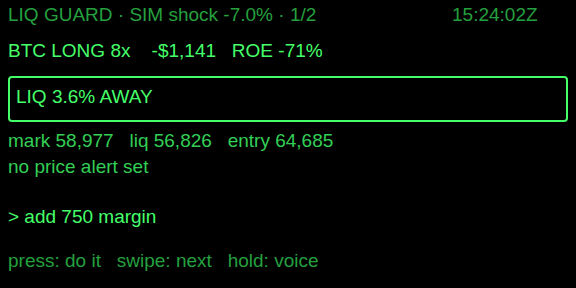 LIQ GUARD · SIM shock -7.0% · 1/2 15:24:02Z
BTC LONG 8x -$1,141 ROE -71%
LIQ 3.6% AWAY
mark 58,977 liq 56,826 entry 64,685
no price alert set
> add 750 margin
press: do it swipe: next hold: voice